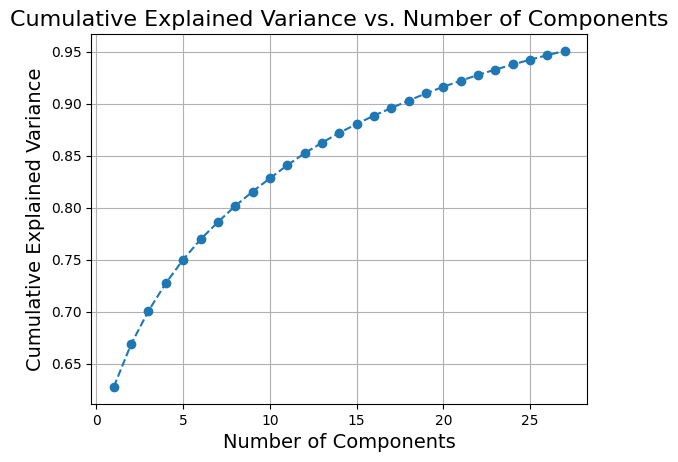 Cumulative Explained Variance vs. Number of Components
Cumulative Explained Variance
0.95
0.90
0.85
0.80
0.75
0.70
0.65
0 5 10 15 20 25
Number of Components